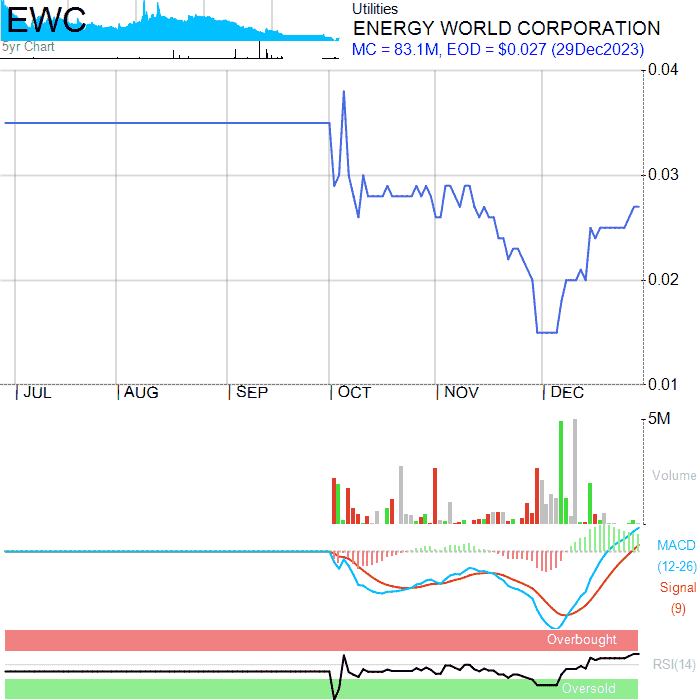 EWC
5yr Chart
Utilities
ENERGY WORLD CORPORATION
MC = 83.1M, EOD = $0.027 (29Dec2023)
0.04
0.03
0.02
0.01
JUL AUG SEP OCT NOV DEC
5M
Volume
MACD
(12-26)
Signal
(9)
Overbought
RSI(14)
Oversold